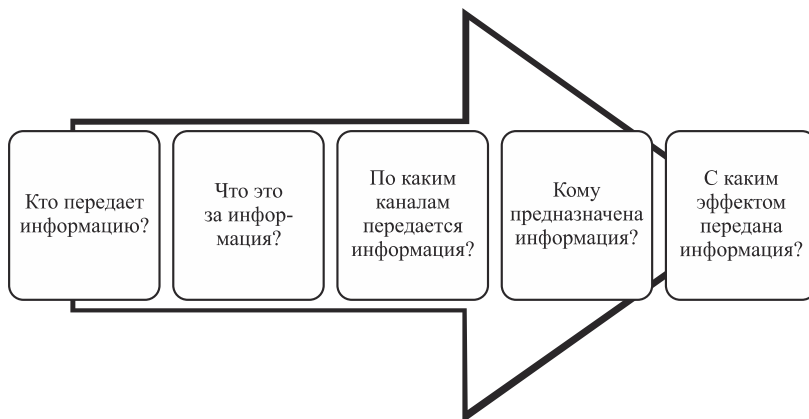 Кто передает
информацию?
Что это
за инфор-
мация?
По каким
каналам
передается
информация?
Кому
предназначена
информация?
С каким
эффектом
передана
информация?